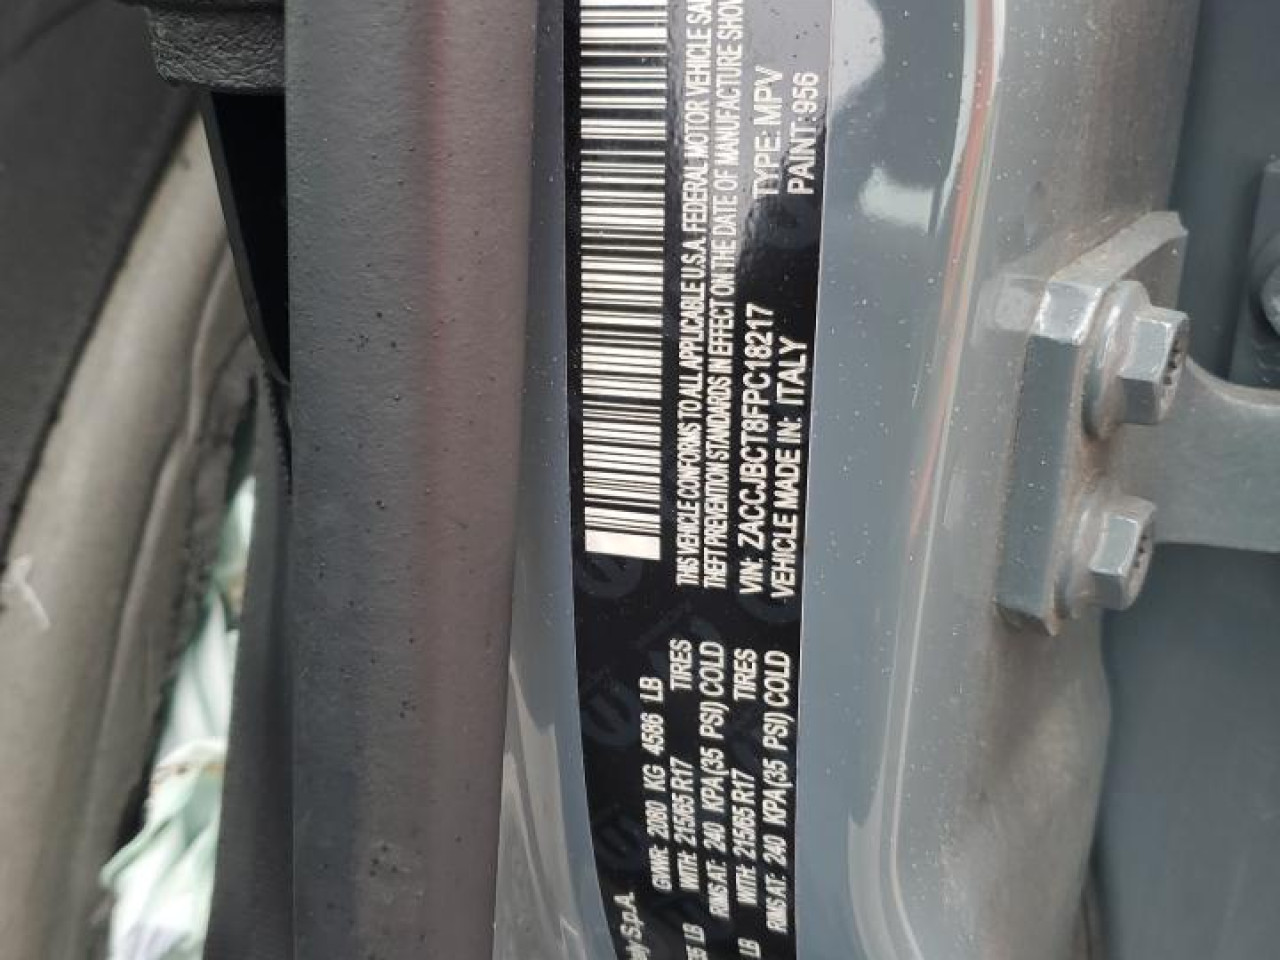 ly S.p.A.
GVWR: 2080 KG 4586 LB
LB WITH: 215/65 R17 TIRES
RIMS AT: 240 KPA (35 PSI) COLD
LB WITH: 215/65 R17 TIRES
RIMS AT: 240 KPA (35 PSI) COLD
THIS VEHICLE CONFORMS TO ALL APPLICABLE U.S.A. FEDERAL MOTOR VEHICLE SA
THEFT PREVENTION STANDARDS IN EFFECT ON THE DATE OF MANUFACTURE SHOW
VIN: ZACCJBCT8FPC18217 TYPE: MPV
VEHICLE MADE IN: ITALY PAINT: 956